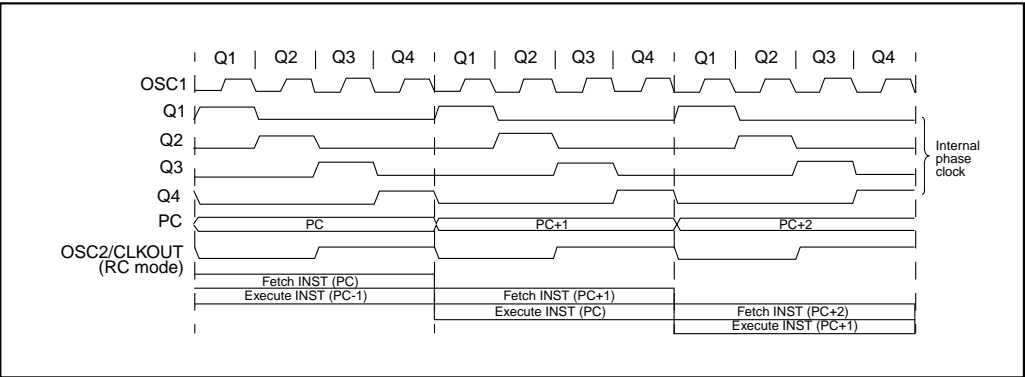 Q1 Q2 Q3 Q4 Q1 Q2 Q3 Q4 Q1 Q2 Q3 Q4
OSC1
Q1
Q2
Q3
Q4
Internal
phase
clock
PC
PC PC+1 PC+2
OSC2/CLKOUT
(RC mode)
Fetch INST (PC)
Execute INST (PC-1) Fetch INST (PC+1)
Execute INST (PC) Fetch INST (PC+2)
Execute INST (PC+1)